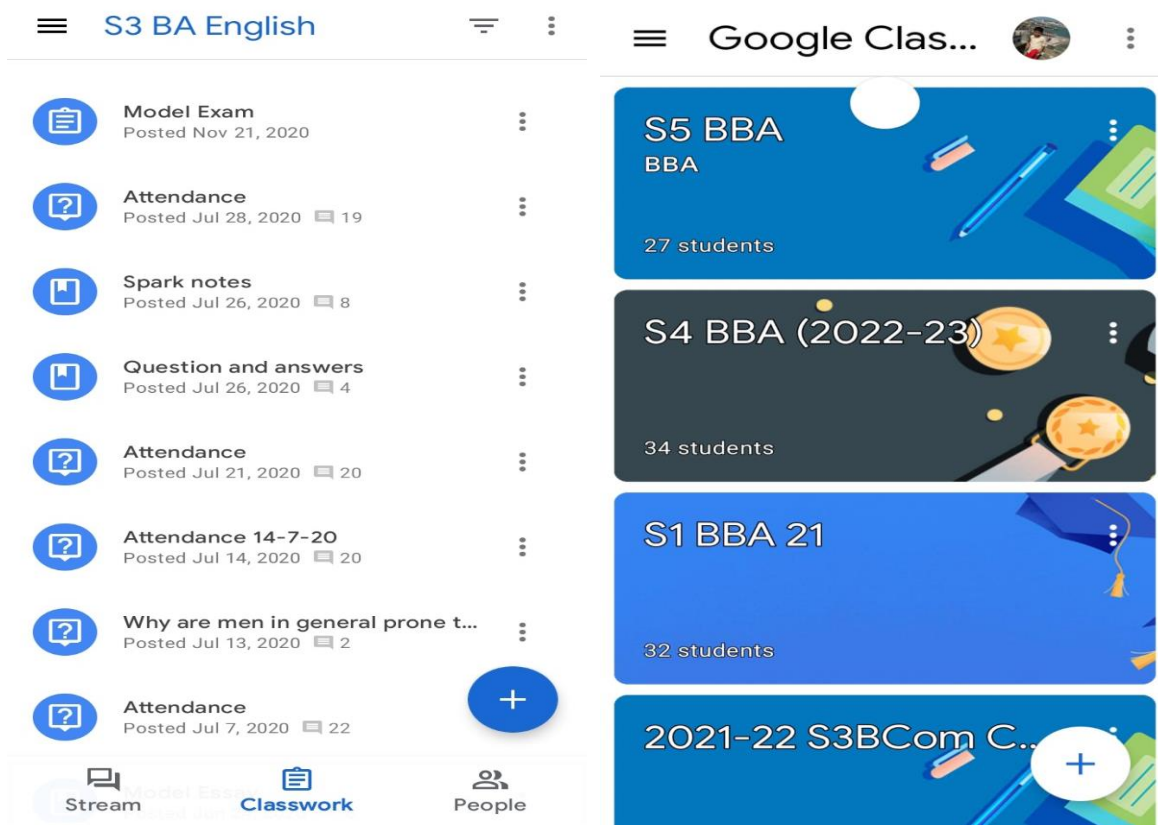 S3 BA English
Model Exam
Posted Nov 21, 2020
Attendance
Posted Jul 28, 2020 19
Spark notes
Posted Jul 26, 2020 8
Question and answers
Posted Jul 26, 2020 4
Attendance
Posted Jul 21, 2020 20
Attendance 14-7-20
Posted Jul 14, 2020 20
Why are men in general prone t...
Posted Jul 13, 2020 2
Attendance
Posted Jul 7, 2020 22
Model Essay
Stream
Classwork
People
Google Clas...
S5 BBA
BBA
27 students
S4 BBA (2022-23)
34 students
S1 BBA 21
32 students
2021-22 S3BCom C..